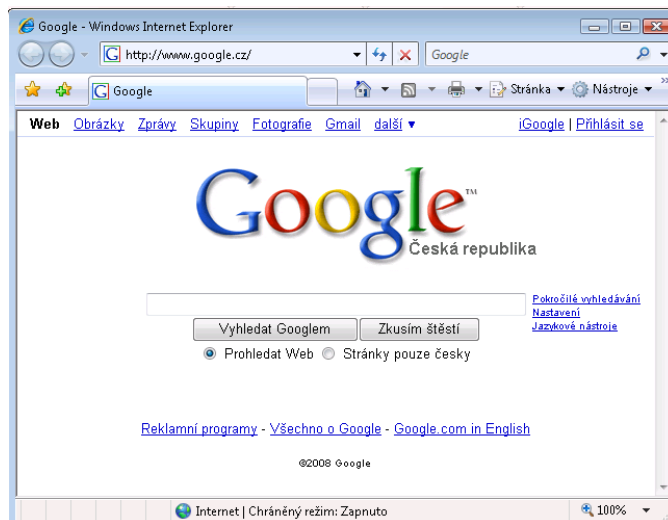 Google - Windows Internet Explorer
http://www.google.cz/
Google
Google
Stránka
Nástroje
Web Obrázky Zprávy Skupiny Fotografie Gmail další ▼ iGoogle | Přihlásit se
Google™
Česká republika
Pokročilé vyhledávání
Nastavení
Jazykové nástroje
Vyhledat Googlem Zkusím štěstí
Prohledat Web Stránky pouze česky
Reklamní programy - Všechno o Google - Google.com in English
©2008 Google
Internet | Chráněný režim: Zapnuto 100%